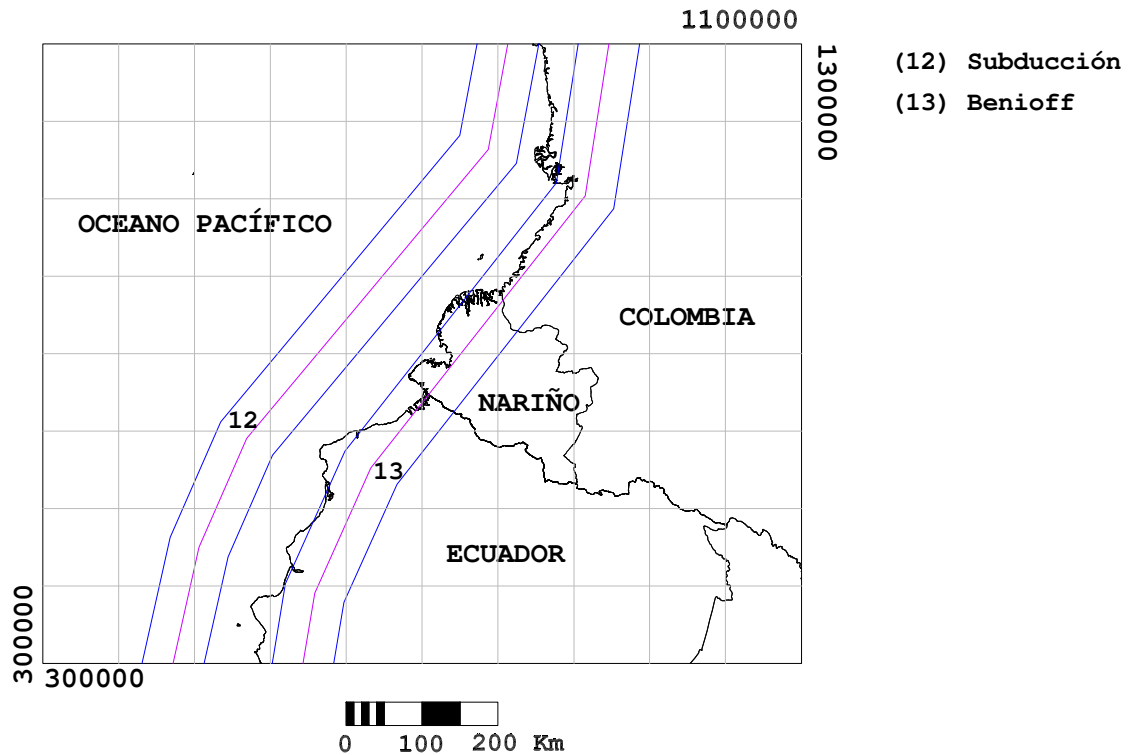 1100000
1300000
(12) Subducción
(13) Benioff
OCEANO PACÍFICO
COLOMBIA
NARIÑO
12
13
ECUADOR
300000
300000
0 100 200 Km